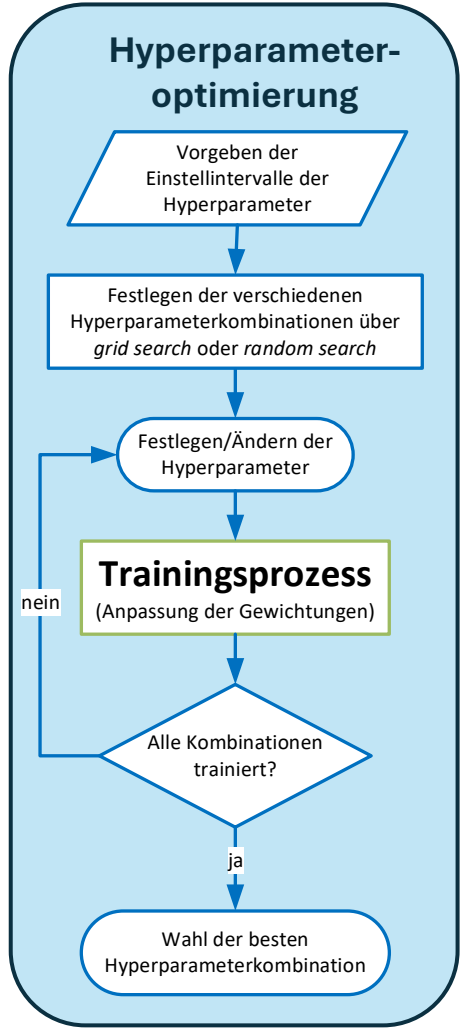 Hyperparameter-
optimierung
Vorgeben der
Einstellintervalle der
Hyperparameter
Festlegen der verschiedenen
Hyperparameterkombinationen über
grid search oder random search
Festlegen/Ändern der
Hyperparameter
Trainingsprozess
(Anpassung der Gewichtungen)
nein
Alle Kombinationen
trainiert?
ja
Wahl der besten
Hyperparameterkombination